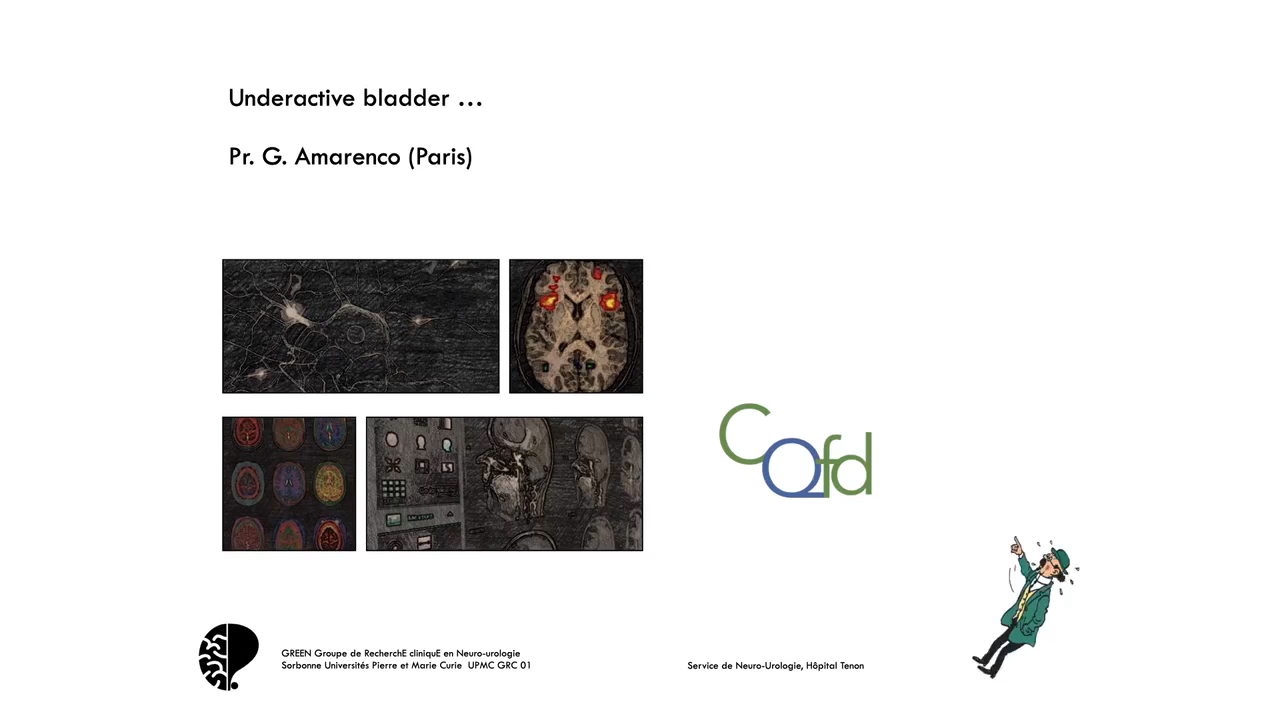 Underactive bladder …
Pr. G. Amarenco (Paris)
CQfd
GREEN Groupe de RecherchE cliniquE en Neuro-urologie
Sorbonne Universités Pierre et Marie Curie UPMC GRC 01
Service de Neuro-Urologie, Hôpital Tenon